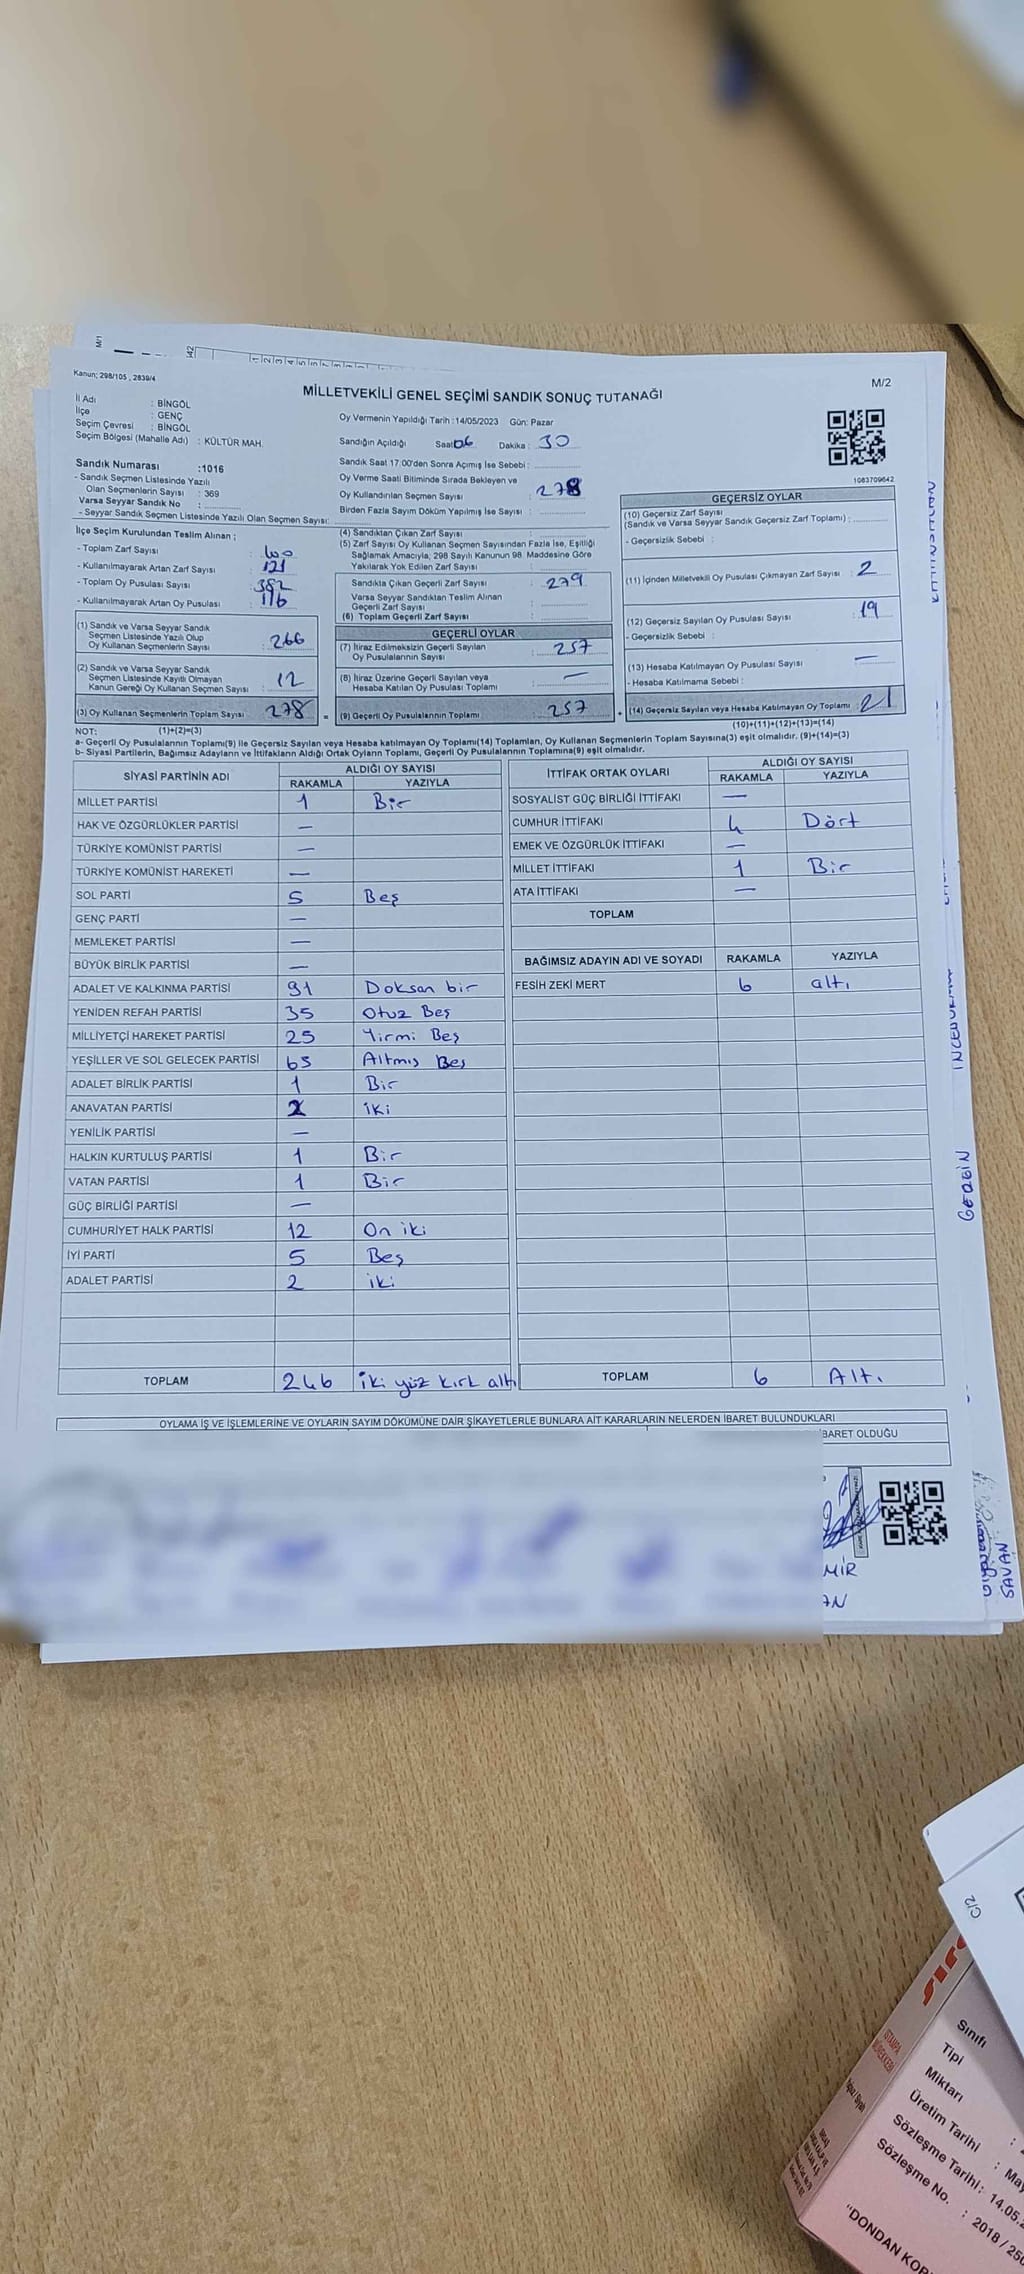 Kanun; 298/105 , 2839/4
M/2
MİLLETVEKİLİ GENEL SEÇİMİ SANDIK SONUÇ TUTANAĞI
İl Adı : BİNGÖL
İlçe : GENÇ
Seçim Çevresi : BİNGÖL
Seçim Bölgesi (Mahalle Adı) : KÜLTÜR MAH.
Sandık Numarası :1016
- Sandık Seçmen Listesinde Yazılı
Olan Seçmenlerin Sayısı : 369
Varsa Seyyar Sandık No :
- Seyyar Sandık Seçmen Listesinde Yazılı Olan Seçmen Sayısı:
Oy Vermenin Yapıldığı Tarih :14/05/2023 Gün: Pazar
Sandığın Açıldığı Saat 06 Dakika : 30
Sandık Saat 17:00'den Sonra Açılmış İse Sebebi :
Oy Verme Saati Bitiminde Sırada Bekleyen ve
Oy Kullandırılan Seçmen Sayısı : 278
Birden Fazla Sayım Döküm Yapılmış İse Sayısı :
1083709642
İlçe Seçim Kurulundan Teslim Alınan ;
- Toplam Zarf Sayısı : 400
- Kullanılmayarak Artan Zarf Sayısı : 121
- Toplam Oy Pusulası Sayısı : 382
- Kullanılmayarak Artan Oy Pusulası : 116
(1) Sandık ve Varsa Seyyar Sandık
Seçmen Listesinde Yazılı Olup
Oy Kullanan Seçmenlerin Sayısı : 266
(2) Sandık ve Varsa Seyyar Sandık
Seçmen Listesinde Kayıtlı Olmayan
Kanun Gereği Oy Kullanan Seçmen Sayısı : 12
(3) Oy Kullanan Seçmenlerin Toplam Sayısı : 278
(4) Sandıktan Çıkan Zarf Sayısı :
(5) Zarf Sayısı Oy Kullanan Seçmen Sayısından Fazla İse, Eşitliği
Sağlamak Amacıyla; 298 Sayılı Kanunun 98. Maddesine Göre
Yakılarak Yok Edilen Zarf Sayısı :
Sandıkta Çıkan Geçerli Zarf Sayısı : 279
Varsa Seyyar Sandıktan Teslim Alınan
Geçerli Zarf Sayısı :
(6) Toplam Geçerli Zarf Sayısı :
GEÇERLİ OYLAR
(7) İtiraz Edilmeksizin Geçerli Sayılan
Oy Pusulasının Sayısı : 257
(8) İtiraz Üzerine Geçerli Sayılan veya
Hesaba Katılan Oy Pusulası Toplamı : —
= (9) Geçerli Oy Pusulalarının Toplamı : 257
GEÇERSİZ OYLAR
(10) Geçersiz Zarf Sayısı
(Sandık ve Varsa Seyyar Sandık Geçersiz Zarf Toplamı) :
- Geçersizlik Sebebi :
(11) İçinden Milletvekili Oy Pusulası Çıkmayan Zarf Sayısı : 2
(12) Geçersiz Sayılan Oy Pusulası Sayısı : 19
- Geçersizlik Sebebi :
(13) Hesaba Katılmayan Oy Pusulası Sayısı : —
- Hesaba Katılmama Sebebi :
+ (14) Geçersiz Sayılan veya Hesaba Katılmayan Oy Toplamı : 21
NOT: (1)+(2)=(3)
(10)+(11)+(12)+(13)=(14)
a- Geçerli Oy Pusulalarının Toplamı(9) ile Geçersiz Sayılan veya Hesaba katılmayan Oy Toplamı(14) Toplamları, Oy Kullanan Seçmenlerin Toplam Sayısına(3) eşit olmalıdır. (9)+(14)=(3)
b- Siyasi Partilerin, Bağımsız Adayların ve İttifakların Aldığı Ortak Oyların Toplamı, Geçerli Oy Pusulalarının Toplamına(9) eşit olmalıdır.
SİYASİ PARTİNİN ADI ALDIĞI OY SAYISI
RAKAMLA YAZIYLA
MİLLET PARTİSİ 1 Bir
HAK VE ÖZGÜRLÜKLER PARTİSİ —
TÜRKİYE KOMÜNİST PARTİSİ —
TÜRKİYE KOMÜNİST HAREKETİ —
SOL PARTİ 5 Beş
GENÇ PARTİ —
MEMLEKET PARTİSİ —
BÜYÜK BİRLİK PARTİSİ —
ADALET VE KALKINMA PARTİSİ 91 Doksan bir
YENİDEN REFAH PARTİSİ 35 Otuz Beş
MİLLİYETÇİ HAREKET PARTİSİ 25 Yirmi Beş
YEŞİLLER VE SOL GELECEK PARTİSİ 65 Altmış Beş
ADALET BİRLİK PARTİSİ 1 Bir
ANAVATAN PARTİSİ 2 iki
YENİLİK PARTİSİ —
HALKIN KURTULUŞ PARTİSİ 1 Bir
VATAN PARTİSİ 1 Bir
GÜÇ BİRLİĞİ PARTİSİ —
CUMHURİYET HALK PARTİSİ 12 On iki
İYİ PARTİ 5 Beş
ADALET PARTİSİ 2 iki
TOPLAM 246 iki yüz kırk altı
İTTİFAK ORTAK OYLARI ALDIĞI OY SAYISI
RAKAMLA YAZIYLA
SOSYALİST GÜÇ BİRLİĞİ İTTİFAKI —
CUMHUR İTTİFAKI 4 Dört
EMEK VE ÖZGÜRLÜK İTTİFAKI —
MİLLET İTTİFAKI 1 Bir
ATA İTTİFAKI —
TOPLAM
BAĞIMSIZ ADAYIN ADI VE SOYADI RAKAMLA YAZIYLA
FESİH ZEKİ MERT 6 altı
TOPLAM 6 Altı
OYLAMA İŞ VE İŞLEMLERİNE VE OYLARIN SAYIM DÖKÜMÜNE DAİR ŞİKAYETLERLE BUNLARA AİT KARARLARIN NELERDEN İBARET BULUNDUKLARI
İBARET OLDUĞU
MİR
AN
M/1
GERGİN
SAVAN
C/2
Sınıfı
Tipi
Miktarı
Üretim Tarihi :
Sözleşme Tarihi : 14.05.2
Sözleşme No. : 2018 / 250
"DONDAN KOR
ISTAMPA
MÜREKKEBİ